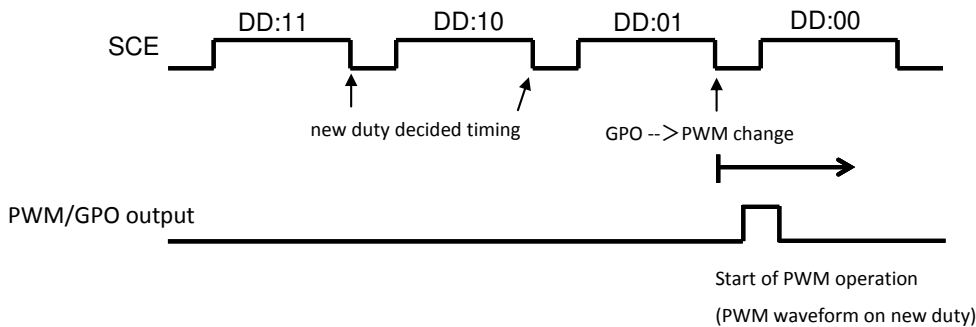 DD:11
DD:10
DD:01
DD:00
SCE
new duty decided timing
GPO -->PWM change
PWM/GPO output
Start of PWM operation
(PWM waveform on new duty)